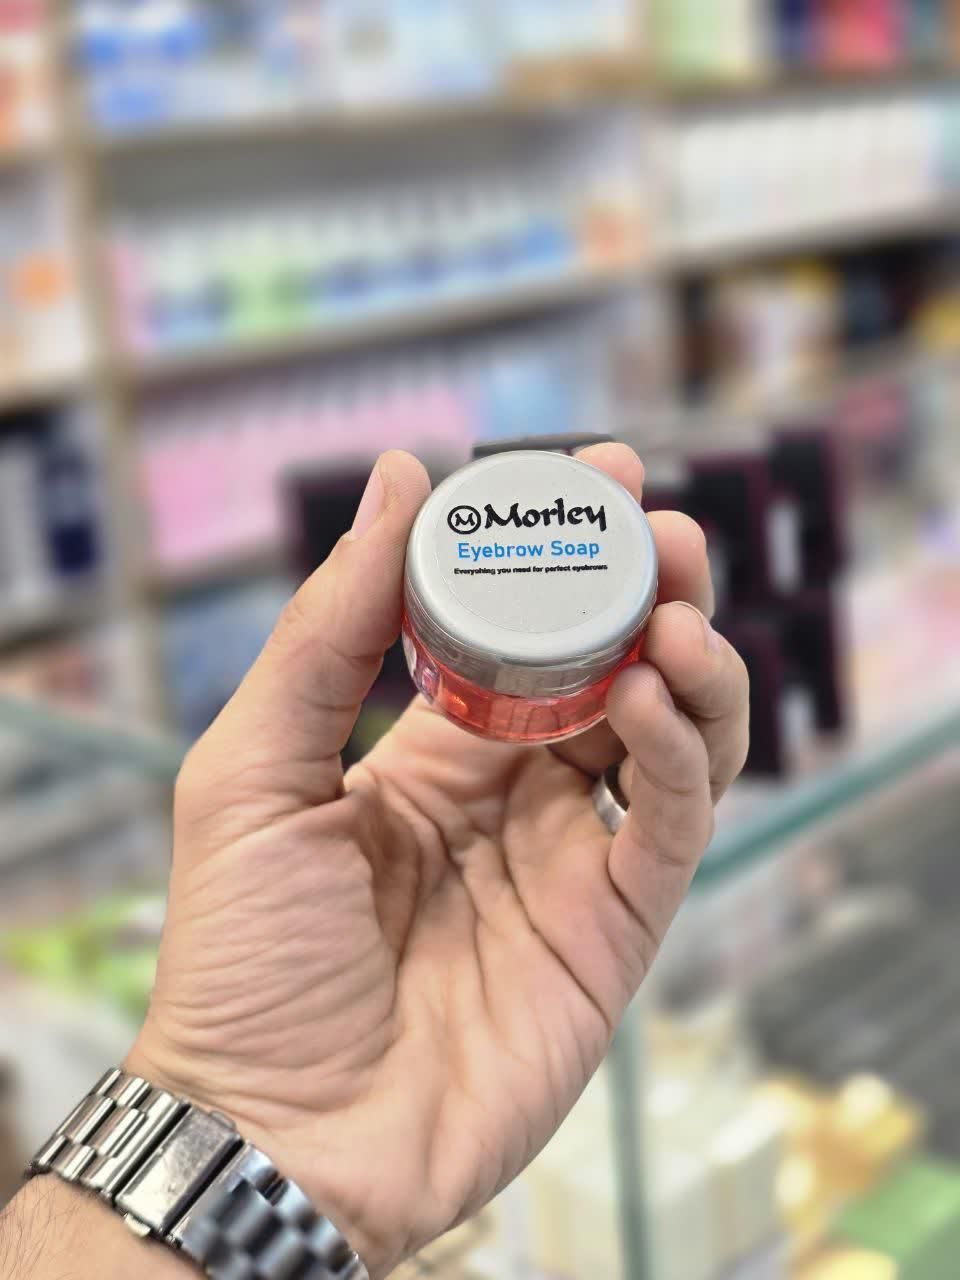 M Morley
Eyebrow Soap
Everyohing you need for perfect eyebrows